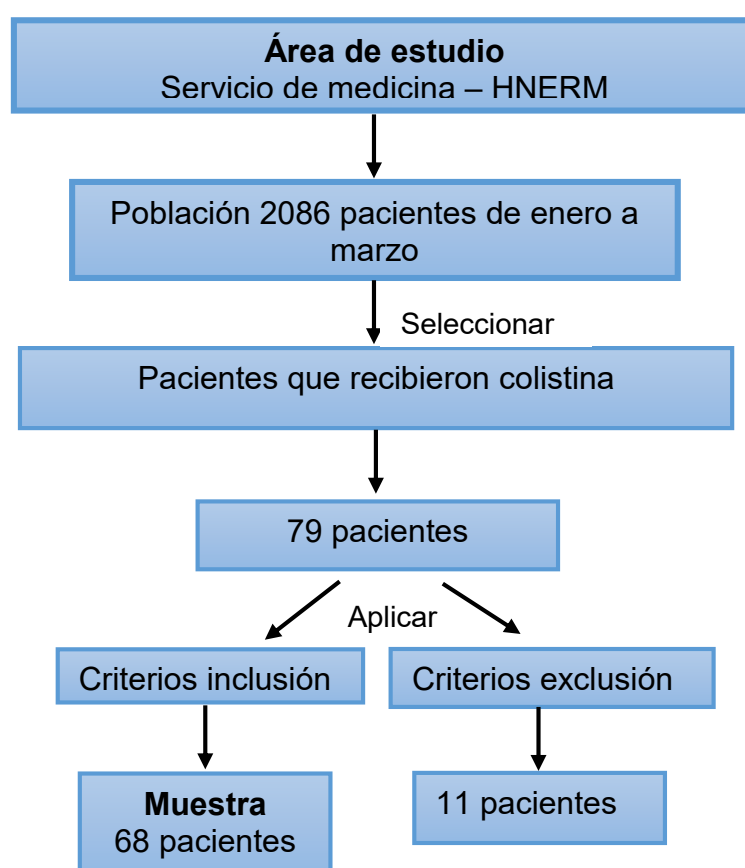 Área de estudio
Servicio de medicina – HNERM
Población 2086 pacientes de enero a
marzo
Seleccionar
Pacientes que recibieron colistina
79 pacientes
Aplicar
Criterios inclusión
Criterios exclusión
Muestra
68 pacientes
11 pacientes